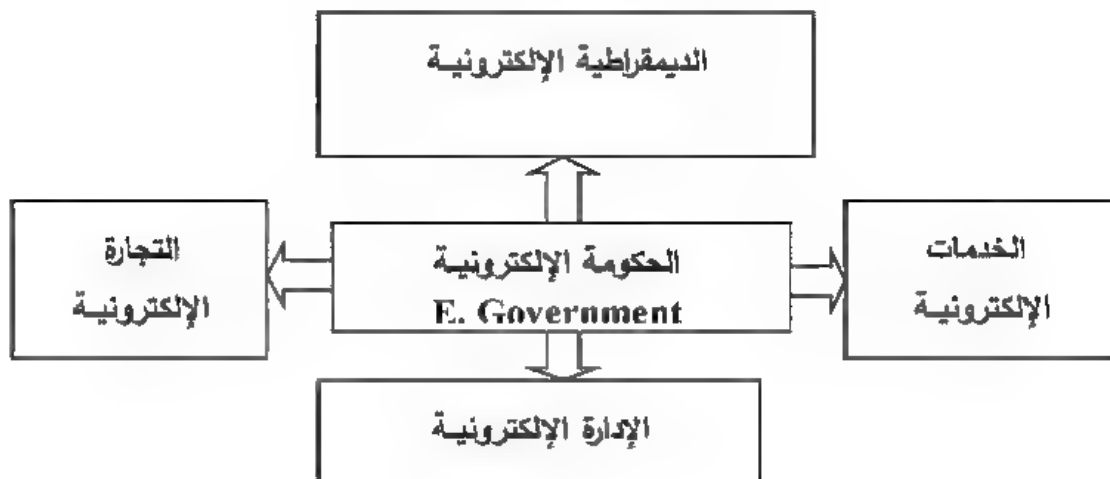 الديمقراطية الإلكترونية
الخدمات
الإلكترونية
الحكومة الإلكترونية
E. Government
التجارة
الإلكترونية
الإدارة الإلكترونية